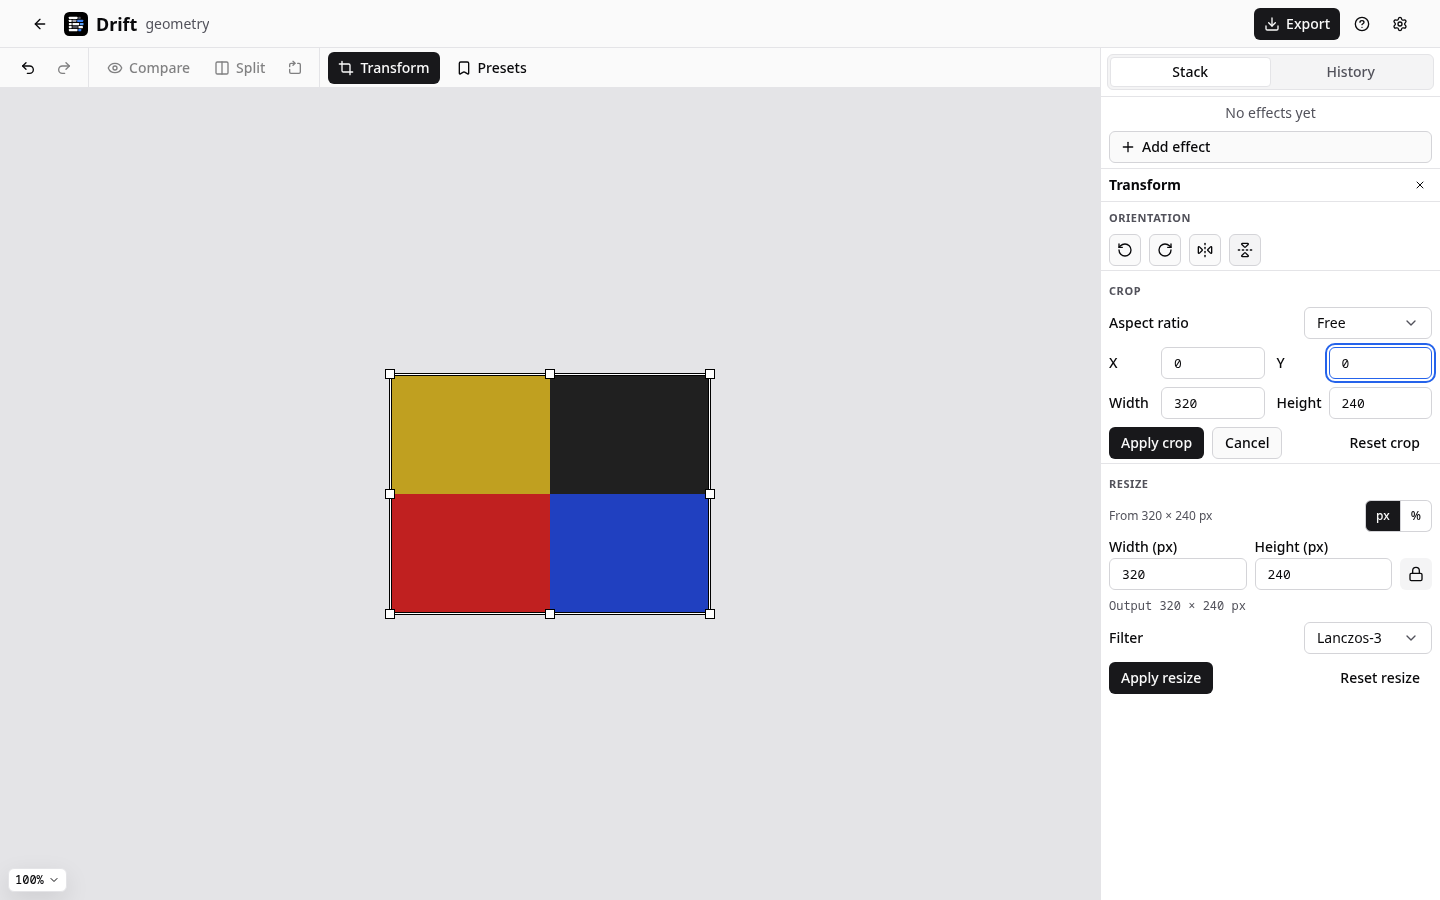 Drift geometry
Export
Compare Split Transform Presets
Stack History
No effects yet
Add effect
Transform
ORIENTATION
CROP
Aspect ratio Free
X 0 Y 0
Width 320 Height 240
Apply crop Cancel Reset crop
RESIZE
From 320 × 240 px px %
Width (px) Height (px)
320 240
Output 320 × 240 px
Filter Lanczos-3
Apply resize Reset resize
100%